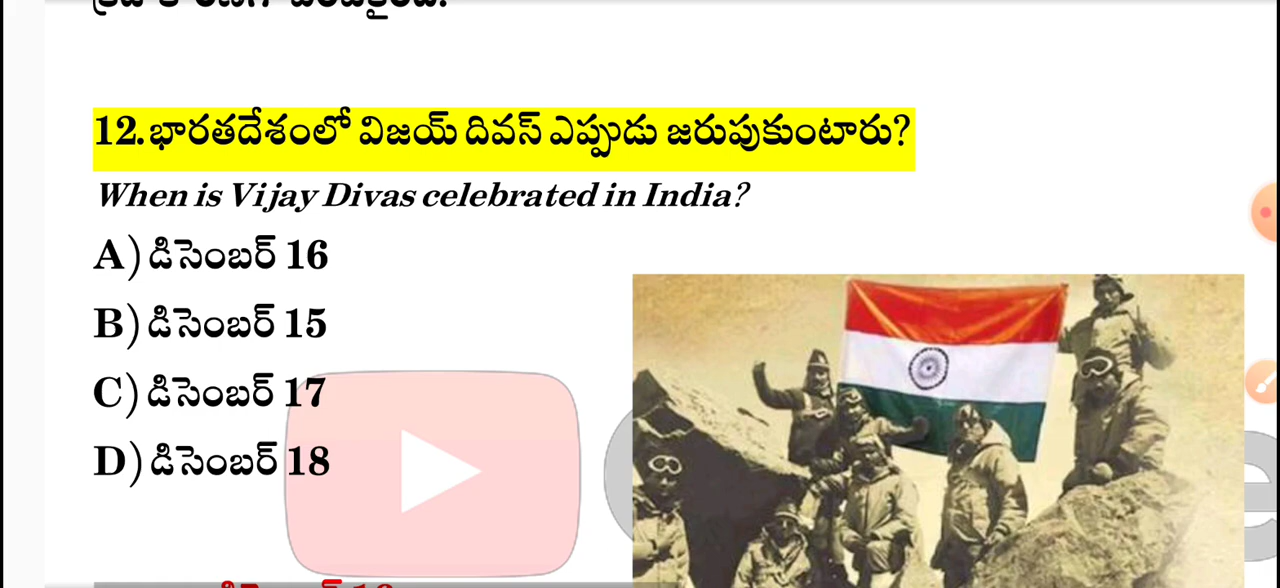 12.భారతదేశంలో విజయ్ దివస్ ఎప్పుడు జరుపుకుంటారు?
When is Vijay Divas celebrated in India?
A) డిసెంబర్ 16
B) డిసెంబర్ 15
C) డిసెంబర్ 17
D) డిసెంబర్ 18